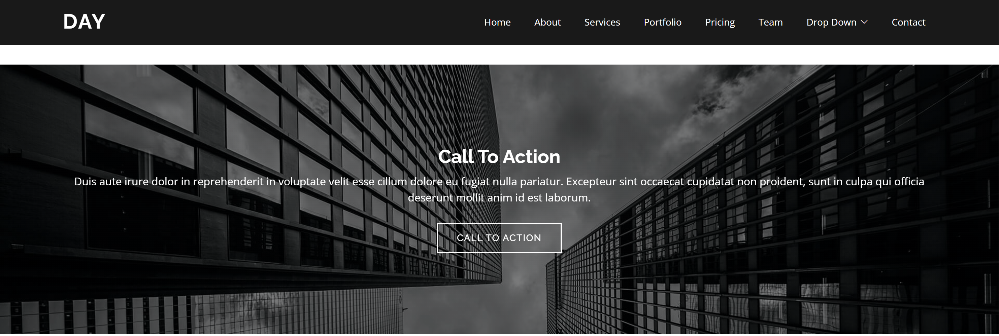 DAY
Home About Services Portfolio Pricing Team Drop Down Contact
Call To Action
Duis aute irure dolor in reprehenderit in voluptate velit esse cillum dolore eu fugiat nulla pariatur. Excepteur sint occaecat cupidatat non proident, sunt in culpa qui officia
deserunt mollit anim id est laborum.
CALL TO ACTION